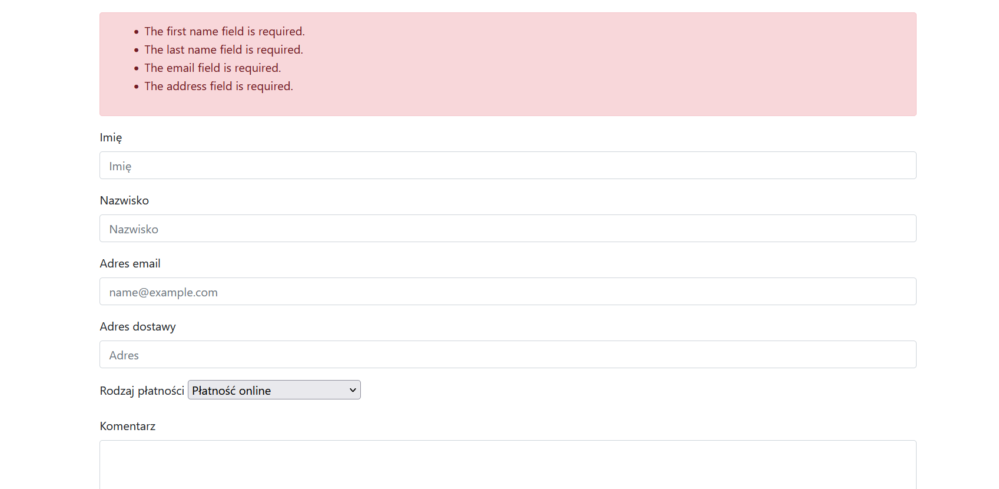 The first name field is required.
The last name field is required.
The email field is required.
The address field is required.
Imię
Imię
Nazwisko
Nazwisko
Adres email
name@example.com
Adres dostawy
Adres
Rodzaj płatności Płatność online
Komentarz